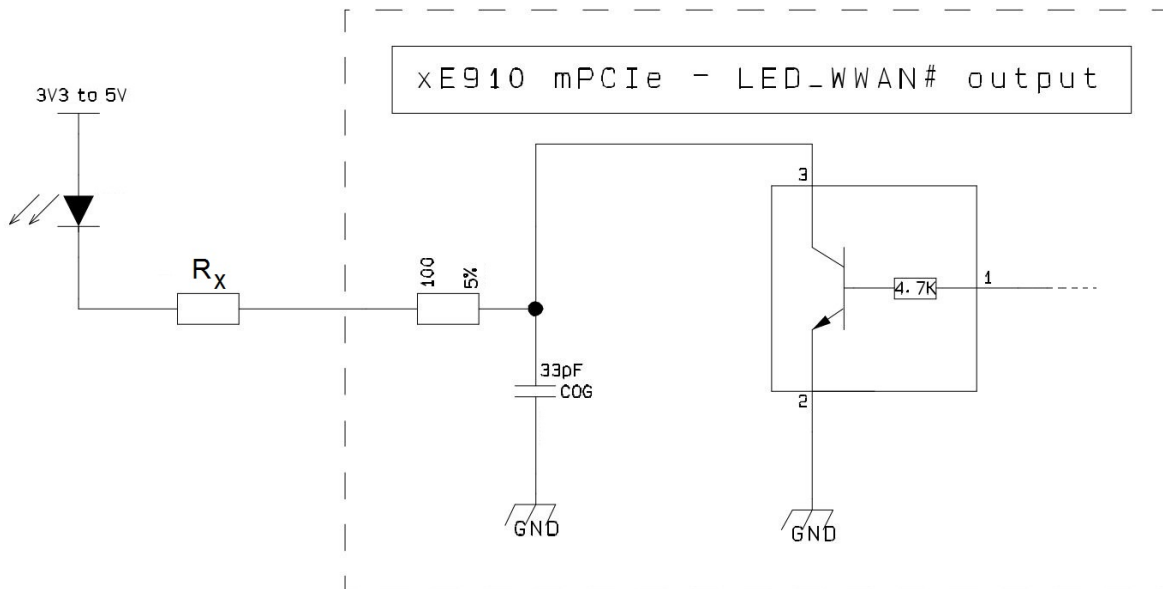 xE910 mPCIe - LED_WWAN# output
3V3 to 5V
3
RX
100
5%
4.7K
1
33pF
COG
2
GND
GND